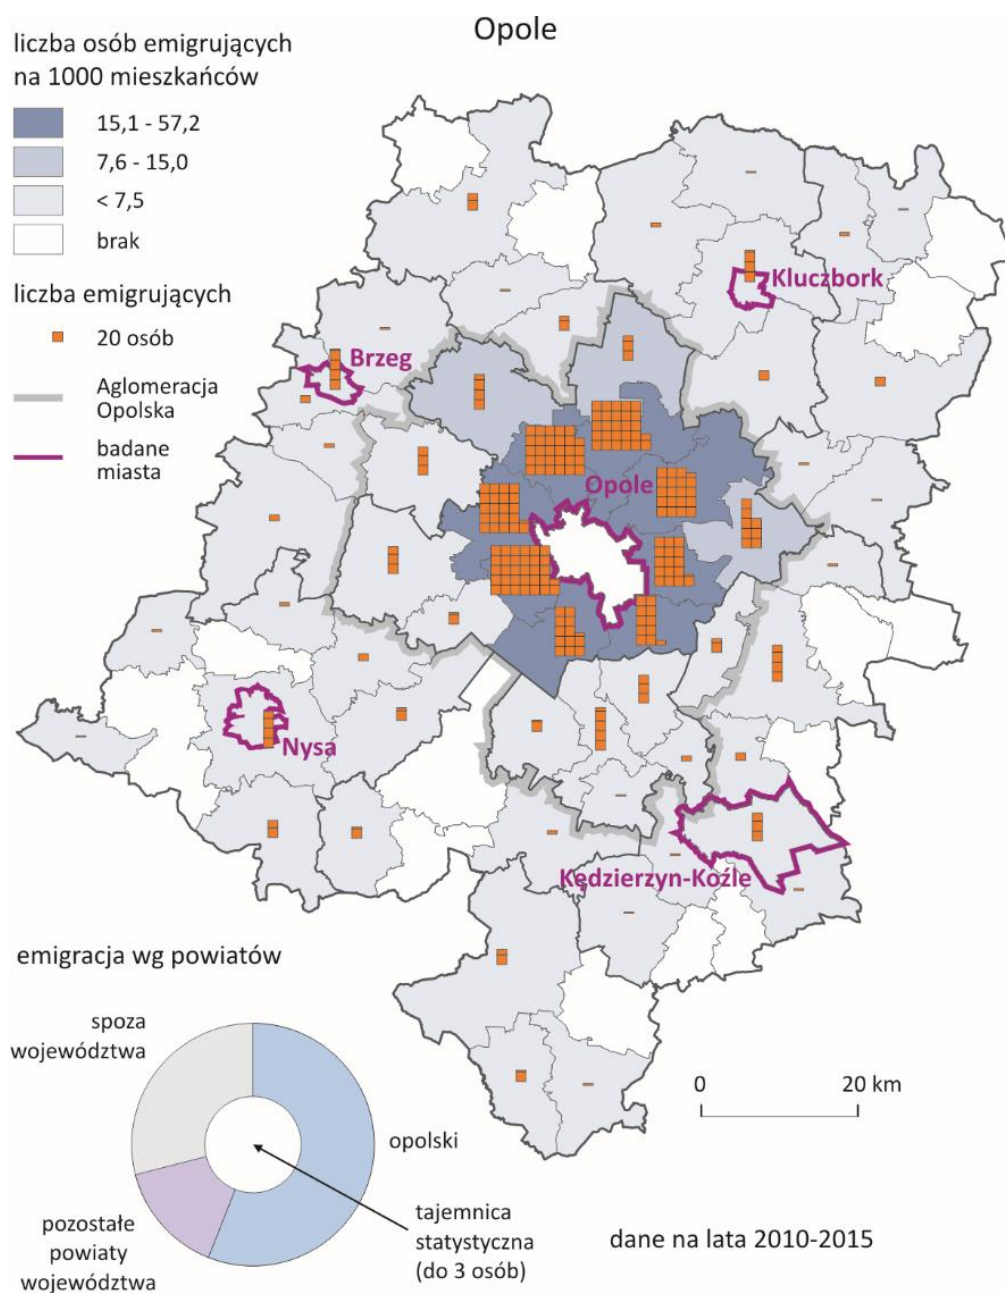 Opole
liczba osób emigrujących
na 1000 mieszkańców
15,1 - 57,2
7,6 - 15,0
< 7,5
brak
liczba emigrujących
20 osób
Aglomeracja
Opolska
badane
miasta
Kluczbork
Brzeg
Opole
Nysa
Kędzierzyn-Koźle
emigracja wg powiatów
spoza
województwa
opolski
pozostałe
powiaty
województwa
tajemnica
statystyczna
(do 3 osób)
0 20 km
dane na lata 2010-2015